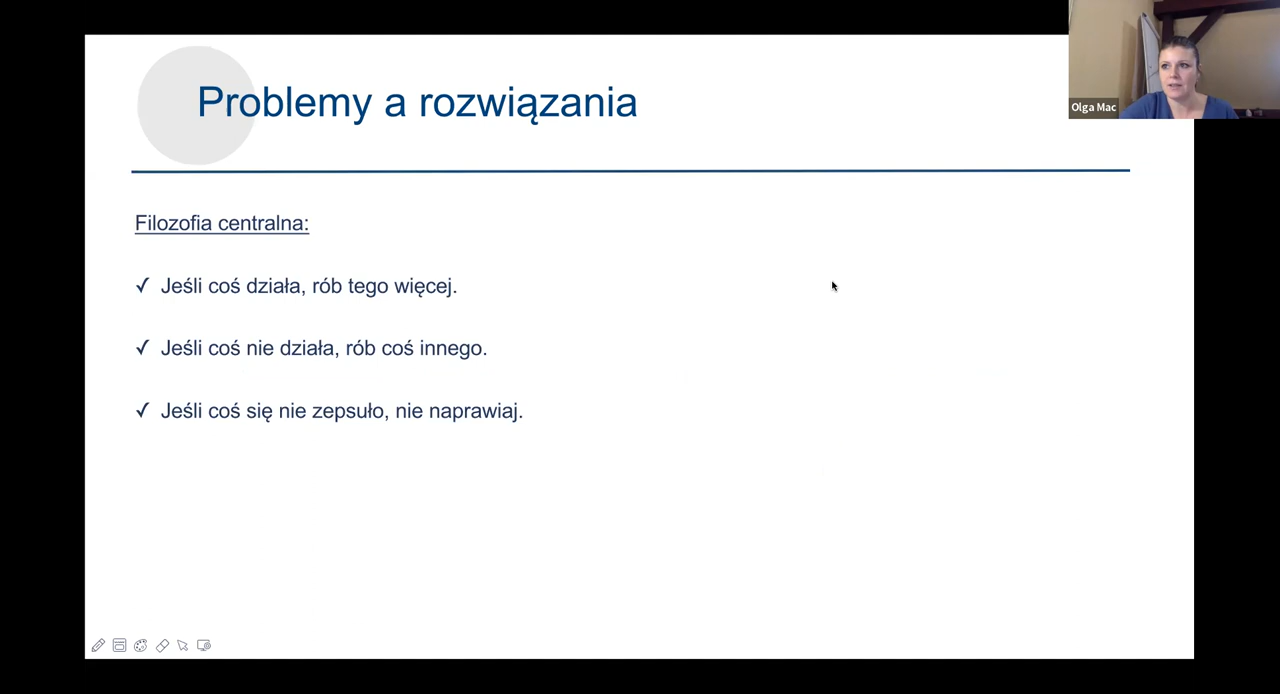 Problemy a rozwiązania
Olga Mac
Filozofia centralna:
✓ Jeśli coś działa, rób tego więcej.
✓ Jeśli coś nie działa, rób coś innego.
✓ Jeśli coś się nie zepsuło, nie naprawiaj.